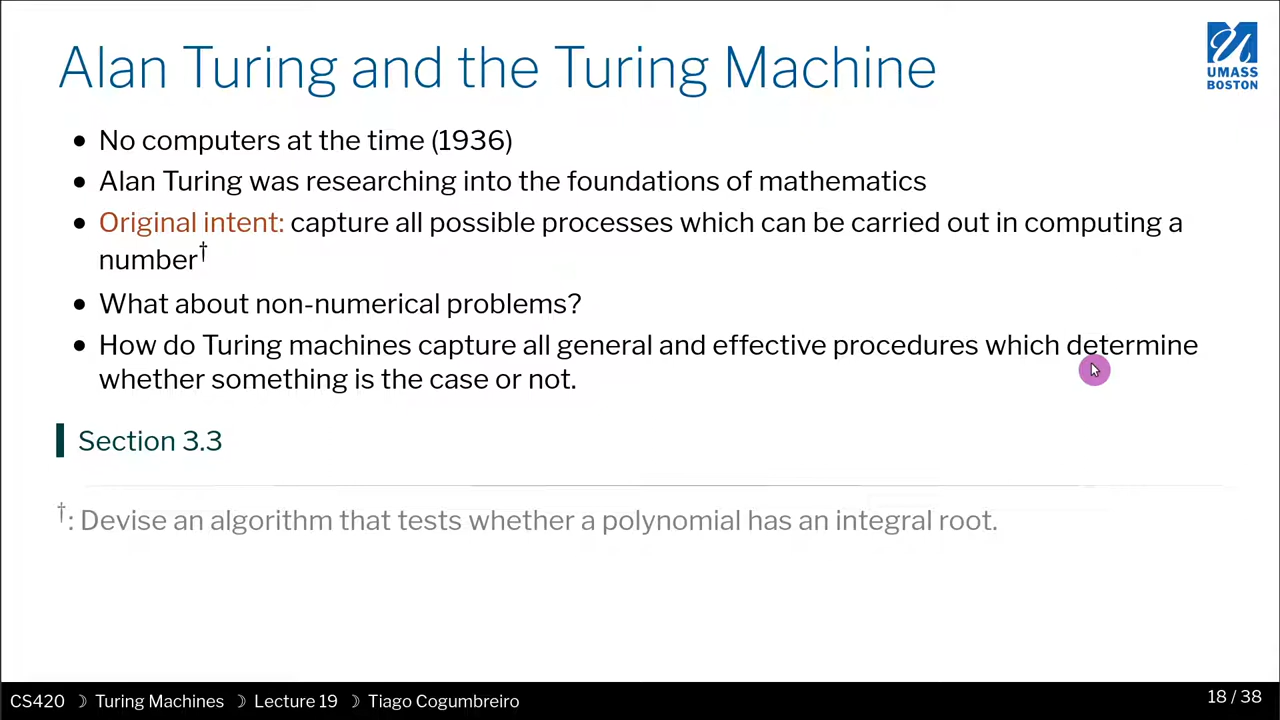 Alan Turing and the Turing Machine
UMASS
BOSTON
• No computers at the time (1936)
• Alan Turing was researching into the foundations of mathematics
• Original intent: capture all possible processes which can be carried out in computing a
number†
• What about non-numerical problems?
• How do Turing machines capture all general and effective procedures which determine
whether something is the case or not.
Section 3.3
†: Devise an algorithm that tests whether a polynomial has an integral root.
CS420 ☽ Turing Machines ☽ Lecture 19 ☽ Tiago Cogumbreiro
18 / 38